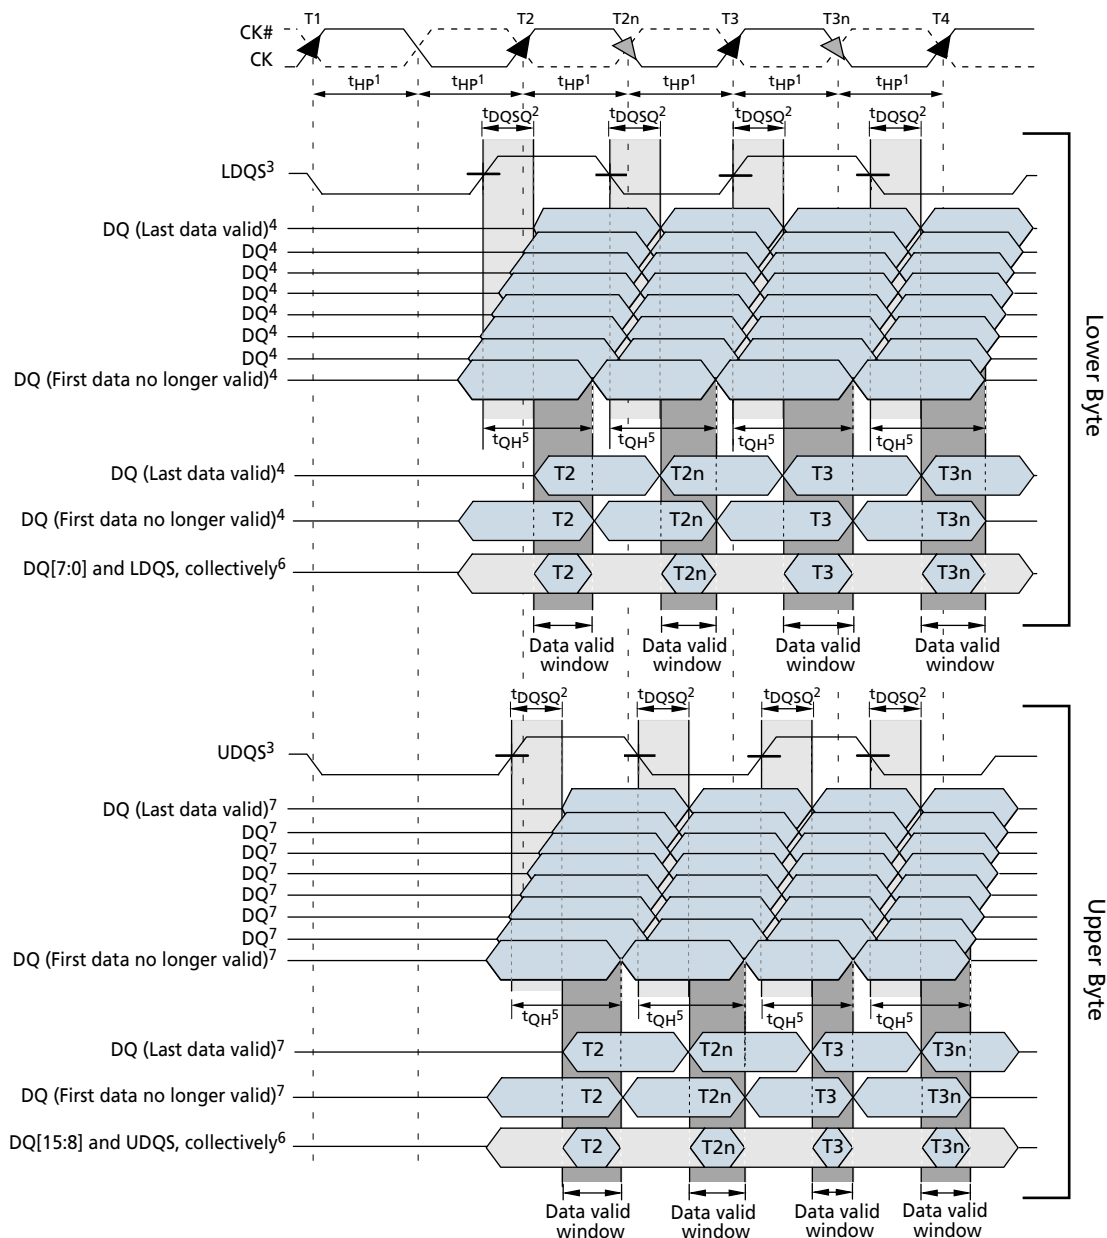 T1 T2 T2n T3 T3n T4
CK#
CK
tHP1 tHP1 tHP1 tHP1 tHP1 tHP1
tDQSQ2 tDQSQ2 tDQSQ2 tDQSQ2
LDQS3
DQ (Last data valid)4
DQ4
DQ4
DQ4
DQ4
DQ4
DQ4
DQ (First data no longer valid)4
tQH5 tQH5 tQH5 tQH5
DQ (Last data valid)4 T2 T2n T3 T3n
DQ (First data no longer valid)4 T2 T2n T3 T3n
DQ[7:0] and LDQS, collectively6 T2 T2n T3 T3n
Data valid window Data valid window Data valid window Data valid window
Lower Byte
tDQSQ2 tDQSQ2 tDQSQ2 tDQSQ2
UDQS3
DQ (Last data valid)7
DQ7
DQ7
DQ7
DQ7
DQ7
DQ7
DQ (First data no longer valid)7
tQH5 tQH5 tQH5 tQH5
DQ (Last data valid)7 T2 T2n T3 T3n
DQ (First data no longer valid)7 T2 T2n T3 T3n
DQ[15:8] and UDQS, collectively6 T2 T2n T3 T3n
Data valid window Data valid window Data valid window Data valid window
Upper Byte